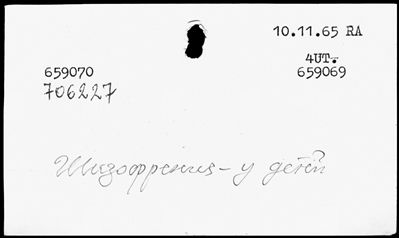 10.11.65 RA
4UT.
659070
659069
706227
Шизофрения – у детей